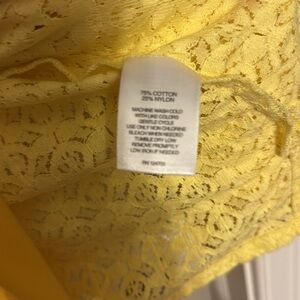 75% COTTON
25% NYLON
MACHINE WASH COLD
WITH LIKE COLORS
GENTLE CYCLE
USE ONLY NON CHLORINE
BLEACH WHEN NEEDED
TUMBLE DRY LOW
REMOVE PROMPTLY
LOW IRON IF NEEDED
RN